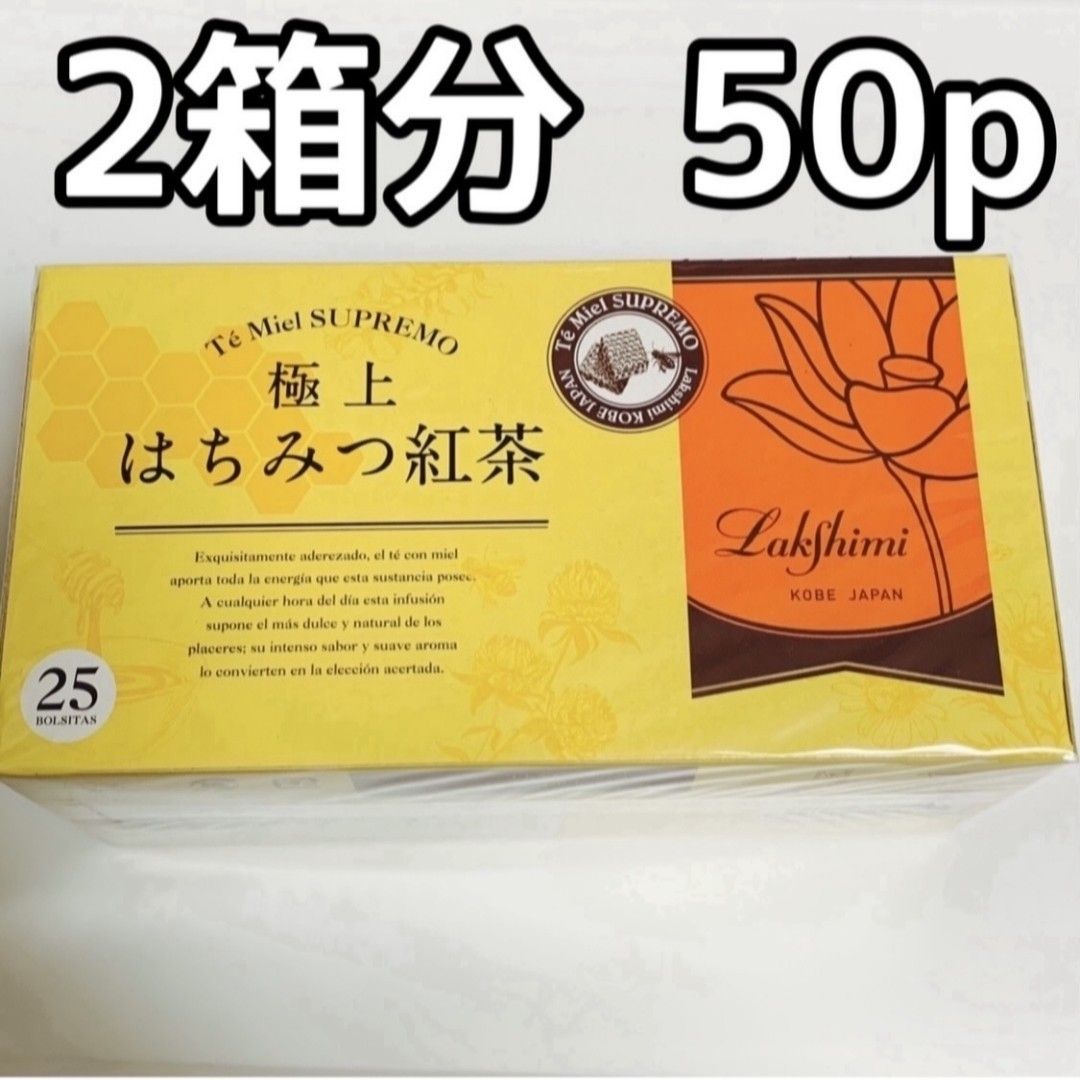 2箱分 50p
Té Miel SUPREMO
極上
はちみつ紅茶
Exquisitamente aderezado, el té con miel
aporta toda la energía que esta sustancia posee.
A cualquier hora del día esta infusión
supone el más dulce y natural de los
placeres; su intenso sabor y suave aroma
lo convierten en la elección acertada.
25
BOLSITAS
Té Miel SUPREMO
Lakshimi KOBE JAPAN
Lakshimi
KOBE JAPAN